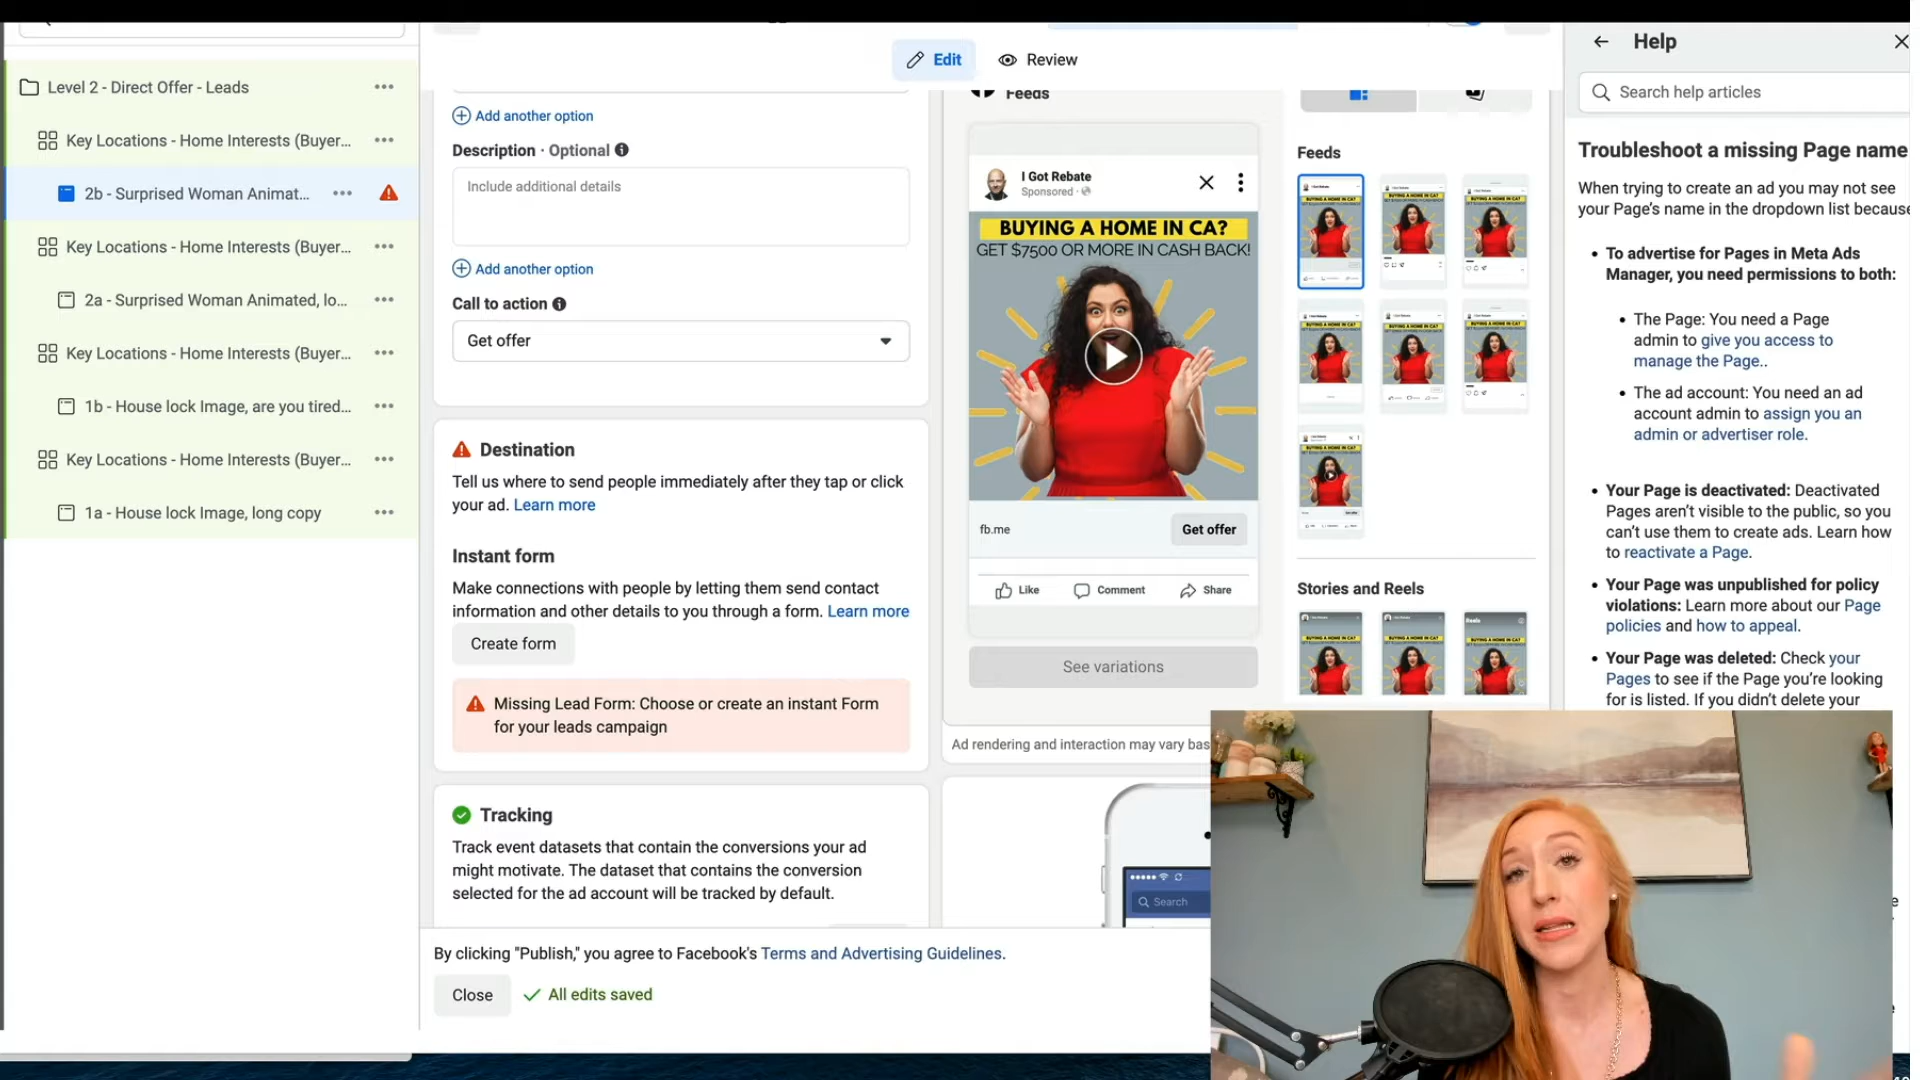 Level 2 - Direct Offer - Leads
Key Locations - Home Interests (Buyer...
2b - Surprised Woman Animat...
Key Locations - Home Interests (Buyer...
2a - Surprised Woman Animated, lo...
Key Locations - Home Interests (Buyer...
1b - House lock Image, are you tired...
Key Locations - Home Interests (Buyer...
1a - House lock Image, long copy
Edit
Review
Add another option
Description · Optional
Include additional details
Add another option
Call to action
Get offer
Destination
Tell us where to send people immediately after they tap or click
your ad. Learn more
Instant form
Make connections with people by letting them send contact
information and other details to you through a form. Learn more
Create form
Missing Lead Form: Choose or create an instant Form
for your leads campaign
Tracking
Track event datasets that contain the conversions your ad
might motivate. The dataset that contains the conversion
selected for the ad account will be tracked by default.
By clicking "Publish," you agree to Facebook's Terms and Advertising Guidelines.
Close
All edits saved
Feeds
I Got Rebate
Sponsored ·
BUYING A HOME IN CA?
GET $7500 OR MORE IN CASH BACK!
fb.me
Get offer
Like
Comment
Share
See variations
Ad rendering and interaction may vary bas
Search
Feeds
Stories and Reels
Help
Search help articles
Troubleshoot a missing Page name
When trying to create an ad you may not see
your Page's name in the dropdown list because
To advertise for Pages in Meta Ads
Manager, you need permissions to both:
The Page: You need a Page
admin to give you access to
manage the Page..
The ad account: You need an ad
account admin to assign you an
admin or advertiser role.
Your Page is deactivated: Deactivated
Pages aren't visible to the public, so you
can't use them to create ads. Learn how
to reactivate a Page.
Your Page was unpublished for policy
violations: Learn more about our Page
policies and how to appeal.
Your Page was deleted: Check your
Pages to see if the Page you're looking
for is listed. If you didn't delete your